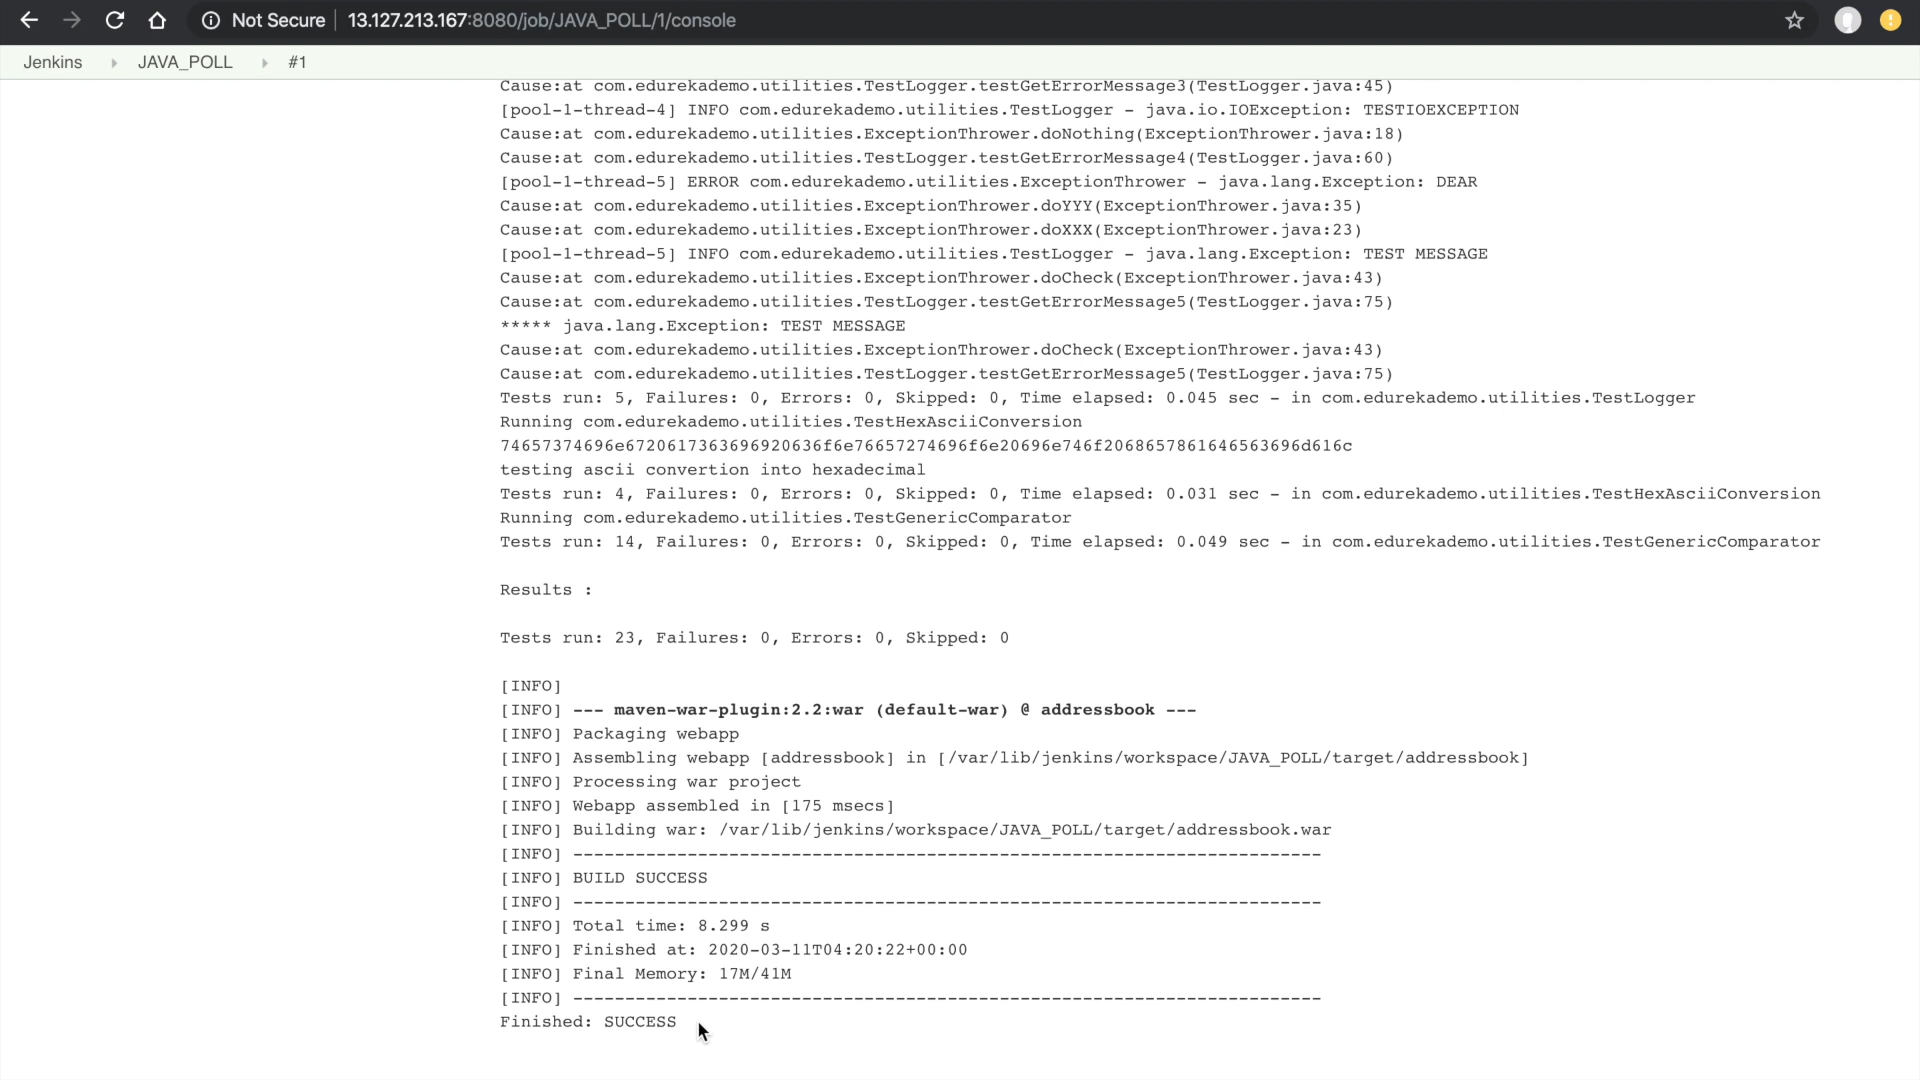 Not Secure 13.127.213.167:8080/job/JAVA_POLL/1/console
Jenkins JAVA_POLL #1
Cause:at com.edurekademo.utilities.TestLogger.testGetErrorMessage3(TestLogger.java:45)
[pool-1-thread-4] INFO com.edurekademo.utilities.TestLogger - java.io.IOException: TESTIOEXCEPTION
Cause:at com.edurekademo.utilities.ExceptionThrower.doNothing(ExceptionThrower.java:18)
Cause:at com.edurekademo.utilities.TestLogger.testGetErrorMessage4(TestLogger.java:60)
[pool-1-thread-5] ERROR com.edurekademo.utilities.ExceptionThrower - java.lang.Exception: DEAR
Cause:at com.edurekademo.utilities.ExceptionThrower.doYYY(ExceptionThrower.java:35)
Cause:at com.edurekademo.utilities.ExceptionThrower.doXXX(ExceptionThrower.java:23)
[pool-1-thread-5] INFO com.edurekademo.utilities.TestLogger - java.lang.Exception: TEST MESSAGE
Cause:at com.edurekademo.utilities.ExceptionThrower.doCheck(ExceptionThrower.java:43)
Cause:at com.edurekademo.utilities.TestLogger.testGetErrorMessage5(TestLogger.java:75)
***** java.lang.Exception: TEST MESSAGE
Cause:at com.edurekademo.utilities.ExceptionThrower.doCheck(ExceptionThrower.java:43)
Cause:at com.edurekademo.utilities.TestLogger.testGetErrorMessage5(TestLogger.java:75)
Tests run: 5, Failures: 0, Errors: 0, Skipped: 0, Time elapsed: 0.045 sec - in com.edurekademo.utilities.TestLogger
Running com.edurekademo.utilities.TestHexAsciiConversion
74657374696e6720617363696920636f6e76657274696f6e20696e746f2068657861646563696d616c
testing ascii convertion into hexadecimal
Tests run: 4, Failures: 0, Errors: 0, Skipped: 0, Time elapsed: 0.031 sec - in com.edurekademo.utilities.TestHexAsciiConversion
Running com.edurekademo.utilities.TestGenericComparator
Tests run: 14, Failures: 0, Errors: 0, Skipped: 0, Time elapsed: 0.049 sec - in com.edurekademo.utilities.TestGenericComparator
Results :
Tests run: 23, Failures: 0, Errors: 0, Skipped: 0
[INFO]
[INFO] --- maven-war-plugin:2.2:war (default-war) @ addressbook ---
[INFO] Packaging webapp
[INFO] Assembling webapp [addressbook] in [/var/lib/jenkins/workspace/JAVA_POLL/target/addressbook]
[INFO] Processing war project
[INFO] Webapp assembled in [175 msecs]
[INFO] Building war: /var/lib/jenkins/workspace/JAVA_POLL/target/addressbook.war
[INFO] ------------------------------------------------------------------------
[INFO] BUILD SUCCESS
[INFO] ------------------------------------------------------------------------
[INFO] Total time: 8.299 s
[INFO] Finished at: 2020-03-11T04:20:22+00:00
[INFO] Final Memory: 17M/41M
[INFO] ------------------------------------------------------------------------
Finished: SUCCESS